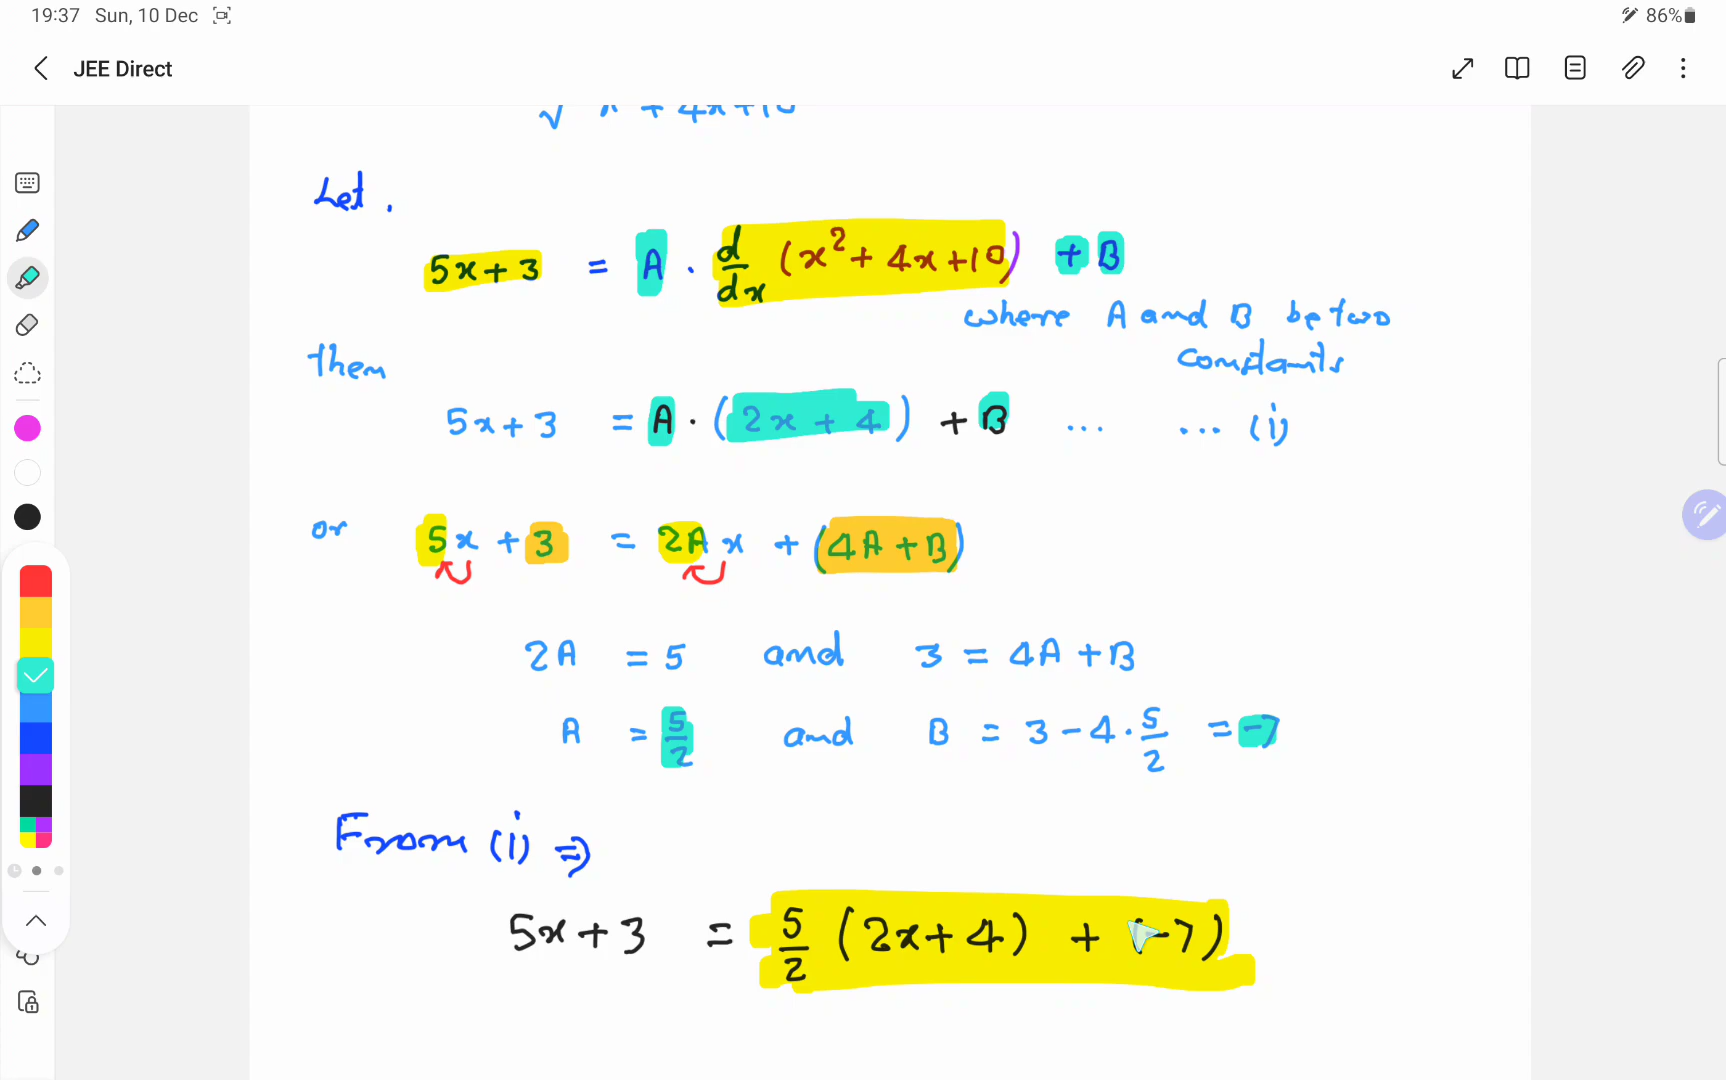 19:37 Sun, 10 Dec 86%
JEE Direct
√ x + 4x+10
Let.
5x+3 = A · d/dx (x²+4x+10) + B
where A and B be two
constants
then
5x+3 = A·(2x+4) + B ... ... (i)
or 5x+3 = 2Ax + (4A+B)
2A = 5 and 3 = 4A+B
A = 5/2 and B = 3-4·5/2 = -7
From (i) ⇒
5x+3 = 5/2 (2x+4) + (-7)